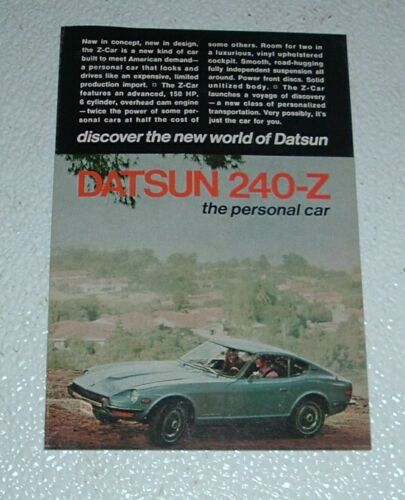 New in concept, new in design,
the Z-Car is a new kind of car
built to meet American demand—
a personal car that looks and
drives like an expensive, limited
production import. □ The Z-Car
features an advanced, 150 HP,
6 cylinder, overhead cam engine
—twice the power of some per-
sonal cars at half the cost of
some others. Room for two in
a luxurious, vinyl upholstered
cockpit. Smooth, road-hugging
fully independent suspension all
around. Power front discs. Solid
unitized body. □ The Z-Car
launches a voyage of discovery
—a new class of personalized
transportation. Very possibly, it's
just the car for you.
discover the new world of Datsun
DATSUN 240-Z
the personal car